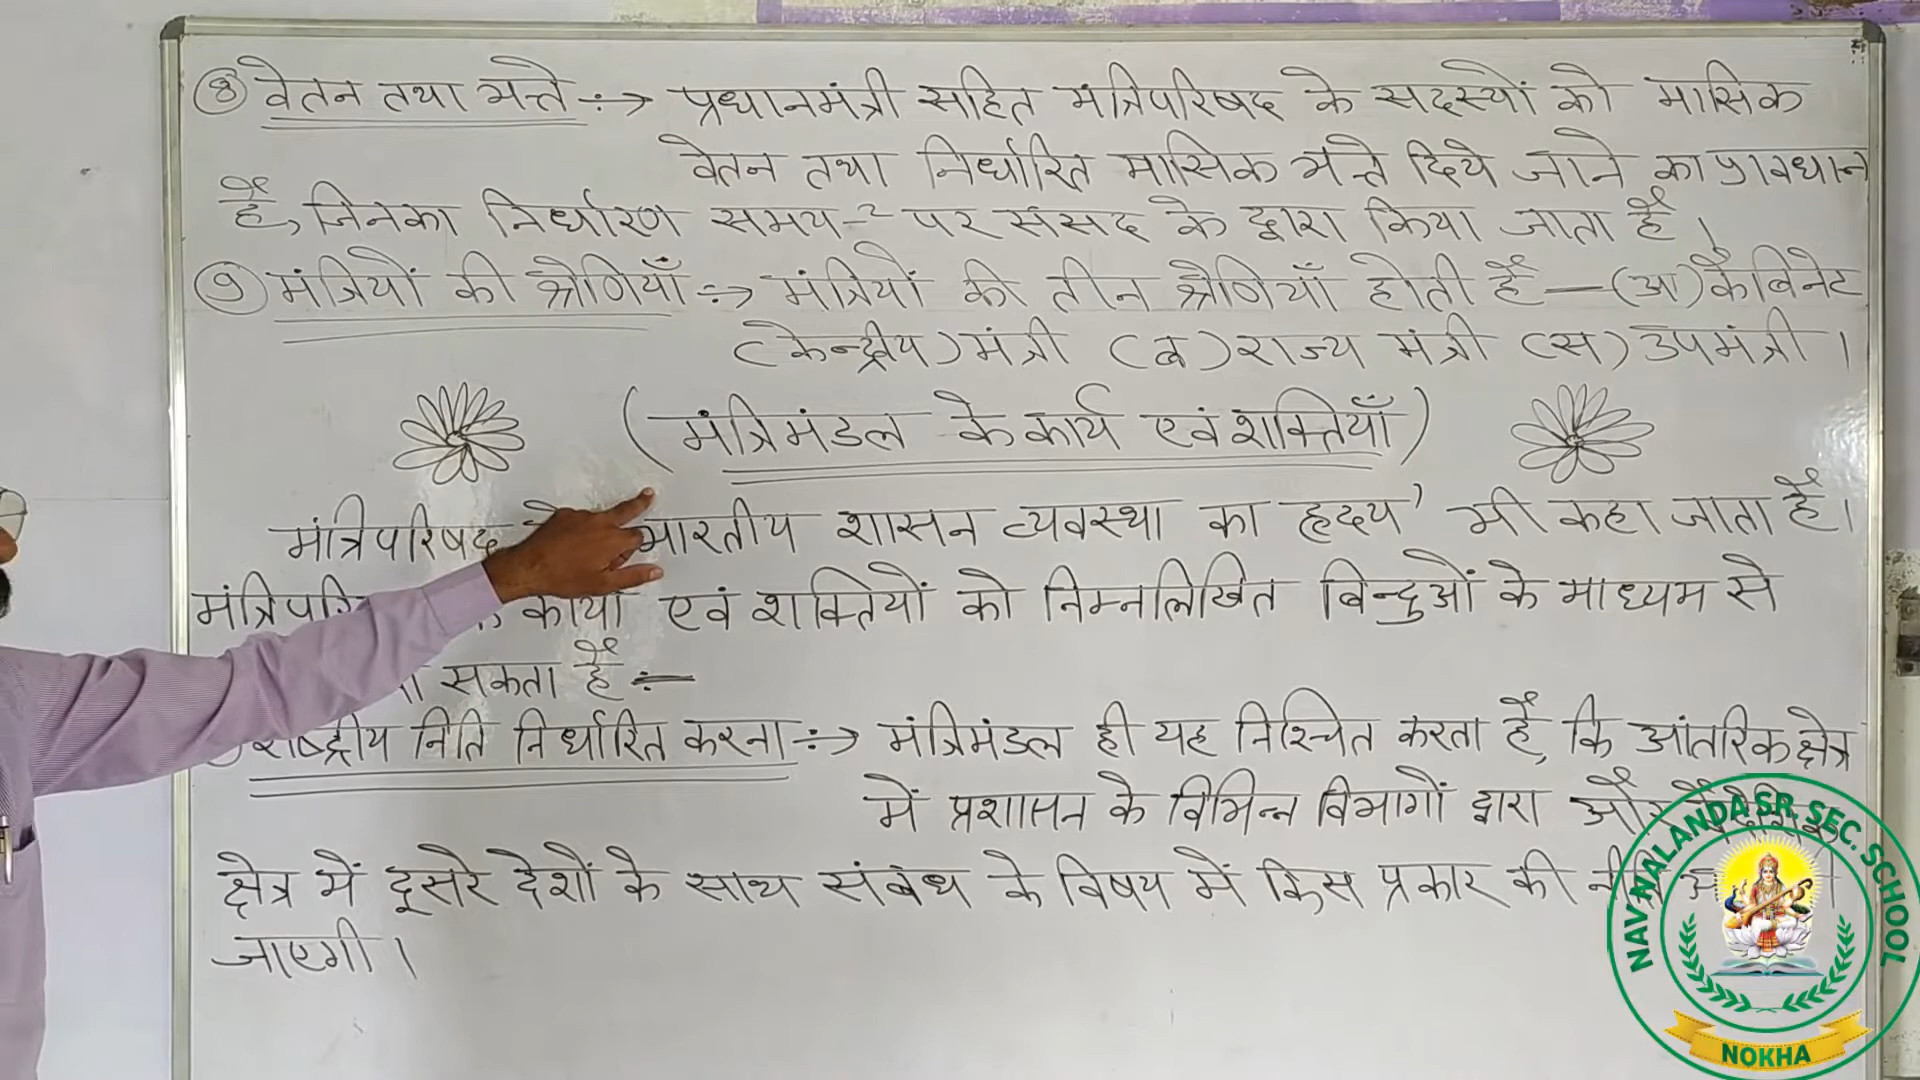 (8) वेतन तथा भत्ते ÷→ प्रधानमंत्री सहित मंत्रिपरिषद के सदस्यों को मासिक
वेतन तथा निर्धारित मासिक भत्ते दिये जाने का प्रावधान
है, जिनका निर्धारण समय-2 पर संसद के द्वारा किया जाता है।
(9) मंत्रियों की श्रेणियाँ ÷→ मंत्रियों की तीन श्रेणियाँ होती हैं — (अ) कैबिनेट
(केन्द्रीय) मंत्री (ब) राज्य मंत्री (स) उपमंत्री ।
(मंत्रिमंडल के कार्य एवं शक्तियाँ)
मंत्रिपरिषद भारतीय शासन व्यवस्था का हृदय' भी कहा जाता है।
कार्यों एवं शक्तियों को निम्नलिखित बिन्दुओं के माध्यम से
सकता है ÷
राष्ट्रीय निति निर्धारित करना ÷→ मंत्रिमंडल ही यह निश्चित करता है, कि आंतरिक क्षेत्र
में प्रशासन के विभिन्न विभागों द्वारा और
क्षेत्र में दूसरे देशों के साथ संबंध के विषय में किस प्रकार की
जाएगी।
NAV NALANDA SR. SEC. SCHOOL
NOKHA